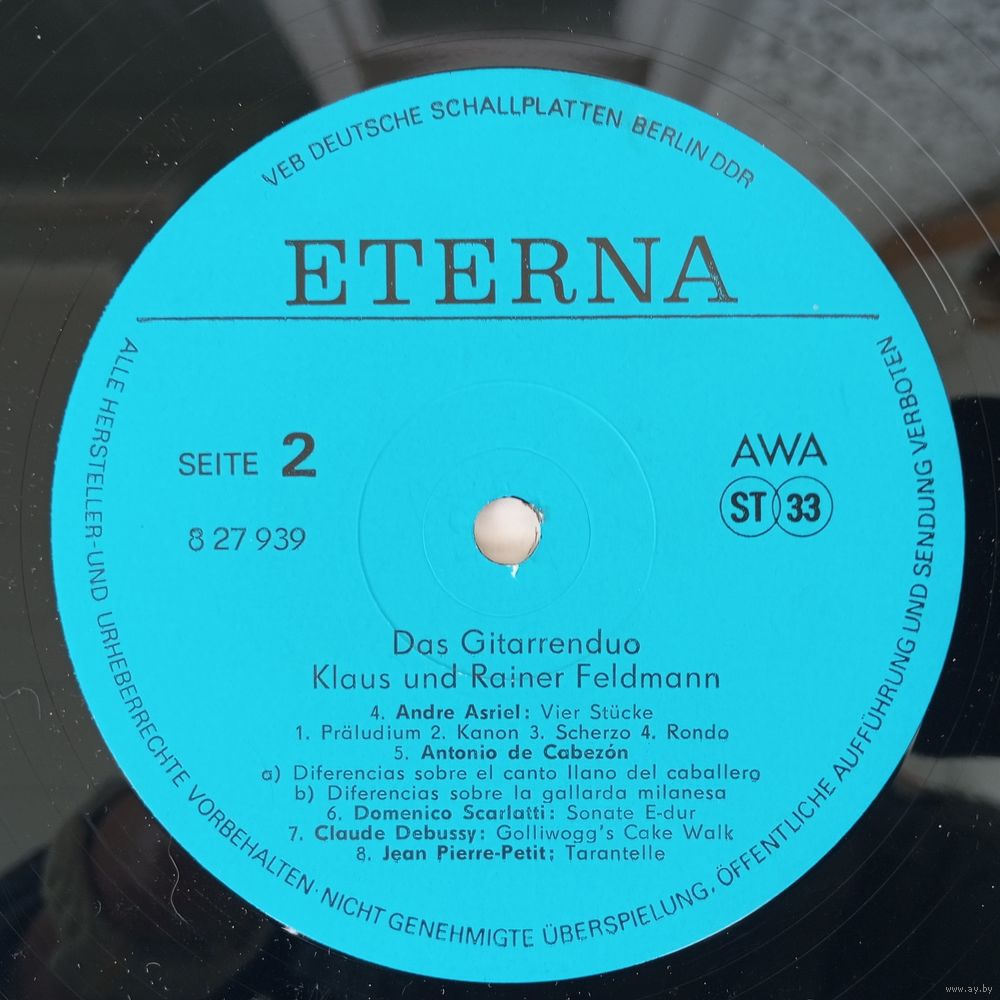 VEB DEUTSCHE SCHALLPLATTEN BERLIN DDR
ETERNA
SEITE 2
8 27 939
AWA
ST 33
Das Gitarrenduo
Klaus und Rainer Feldmann
4. Andre Asriel: Vier Stücke
1. Präludium 2. Kanon 3. Scherzo 4. Rondo
5. Antonio de Cabezón
a) Diferencias sobre el canto llano del caballero
b) Diferencias sobre la gallarda milanesa
6. Domenico Scarlatti: Sonate E-dur
7. Claude Debussy: Golliwogg's Cake Walk
8. Jean Pierre-Petit: Tarantelle
ALLE HERSTELLER-UND URHEBERRECHTE VORBEHALTEN· NICHT GENEHMIGTE ÜBERSPIELUNG, ÖFFENTLICHE AUFFÜHRUNG UND SENDUNG VERBOTEN
www.ay.by